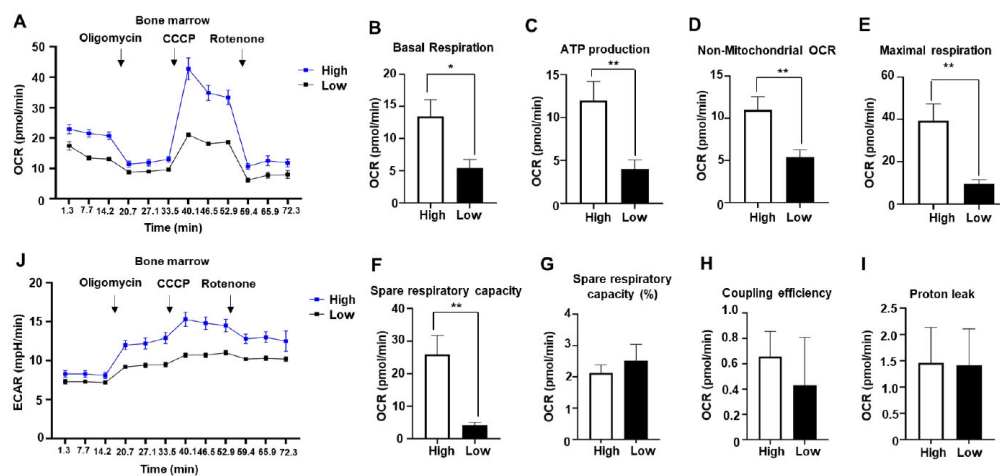 A
Bone marrow
Oligomycin CCCP Rotenone
High
Low
OCR (pmol/min)
50
40
30
20
10
0
1.3 7.7 14.2 20.7 27.1 33.5 40.1 46.5 52.9 59.4 65.9 72.3
Time (min)
B
Basal Respiration
*
OCR (pmol/min)
20
15
10
5
0
High Low
C
ATP production
**
OCR (pmol/min)
15
10
5
0
High Low
D
Non-Mitochondrial OCR
**
OCR (pmol/min)
15
10
5
0
High Low
E
Maximal respiration
**
OCR (pmol/min)
60
40
20
0
High Low
J
Bone marrow
Oligomycin CCCP Rotenone
High
Low
ECAR (mpH/min)
20
15
10
5
0
1.3 7.7 14.2 20.7 27.1 33.5 40.1 46.5 52.9 59.4 65.9 72.3
Time (min)
F
Spare respiratory capacity
**
OCR (pmol/min)
40
30
20
10
0
High Low
G
Spare respiratory
capacity (%)
OCR (pmol/min)
4
3
2
1
0
High Low
H
Coupling efficiency
OCR (pmol/min)
1.0
0.8
0.6
0.4
0.2
0
High Low
I
Proton leak
OCR (pmol/min)
2.5
2.0
1.5
1.0
0.5
0
High Low